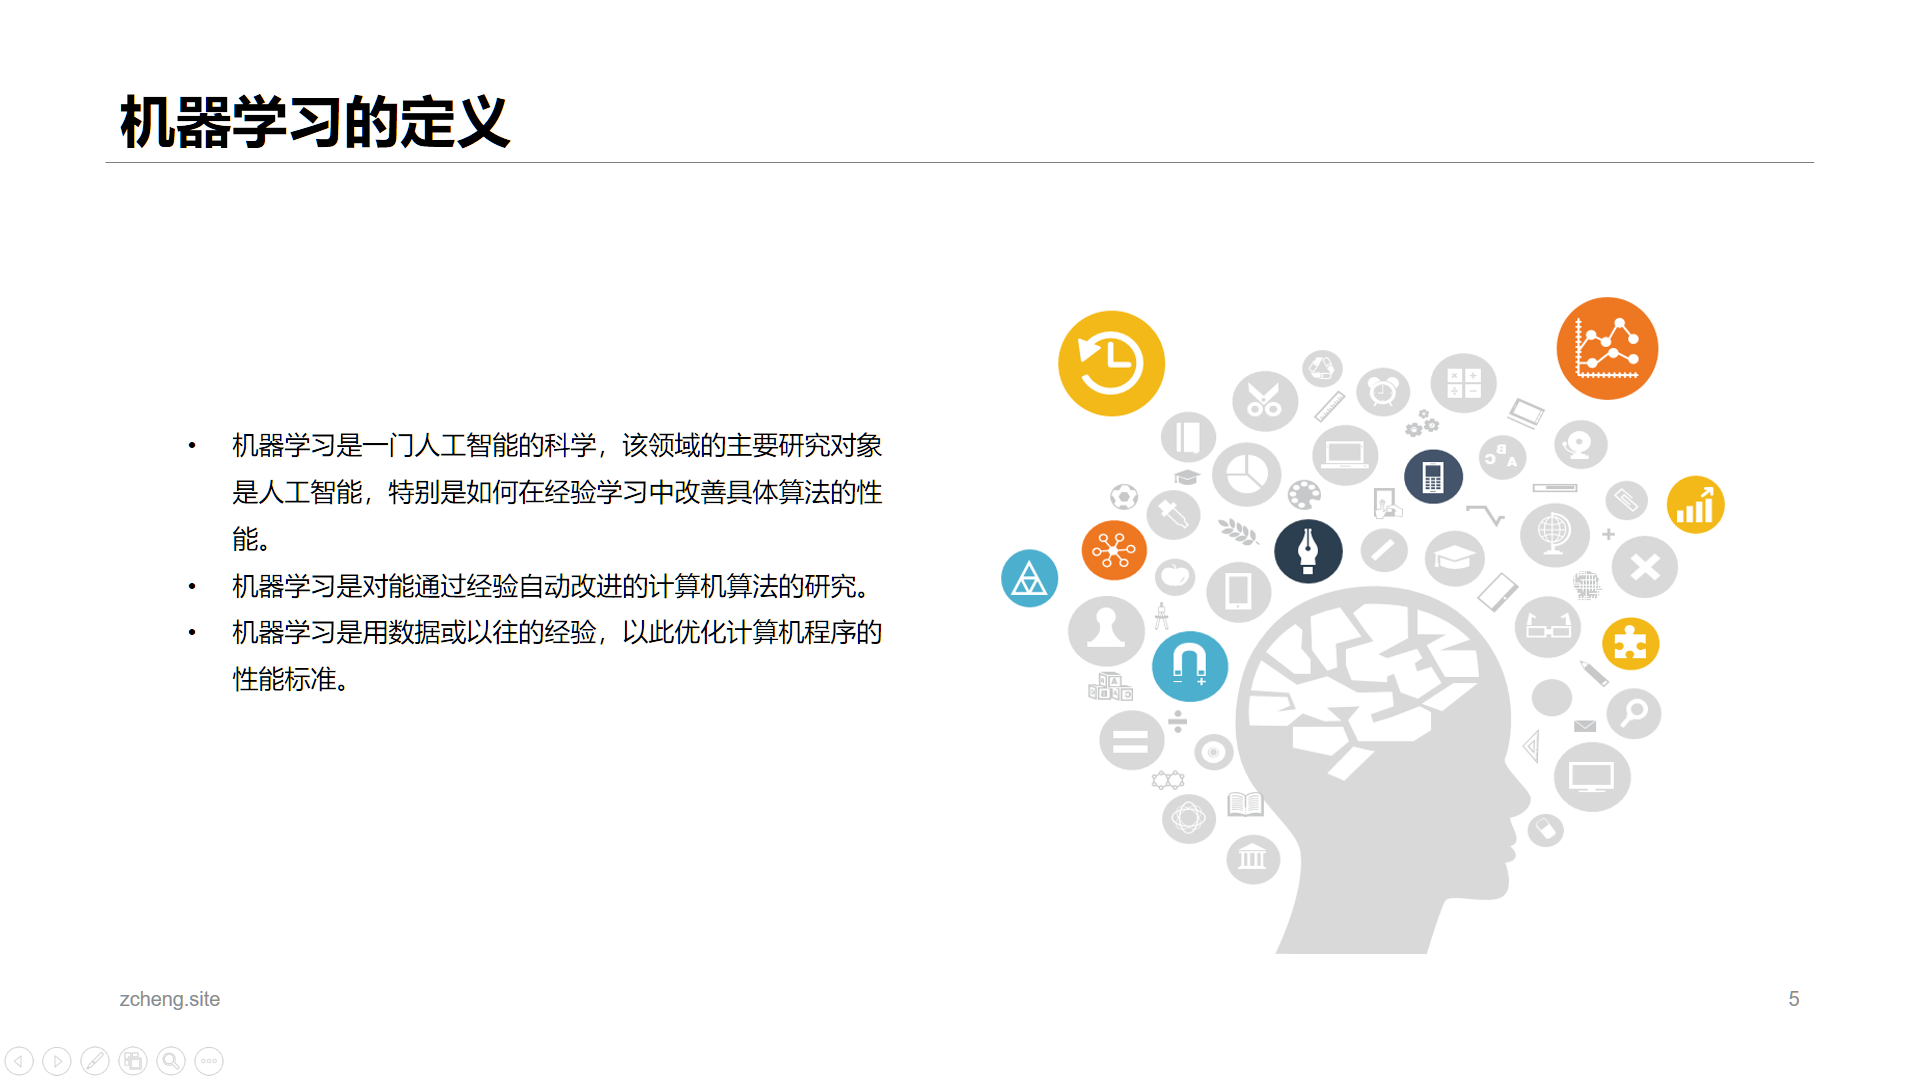 机器学习的定义
• 机器学习是一门人工智能的科学，该领域的主要研究对象
是人工智能，特别是如何在经验学习中改善具体算法的性
能。
• 机器学习是对能通过经验自动改进的计算机算法的研究。
• 机器学习是用数据或以往的经验，以此优化计算机程序的
性能标准。
B
C A
A
zcheng.site
5